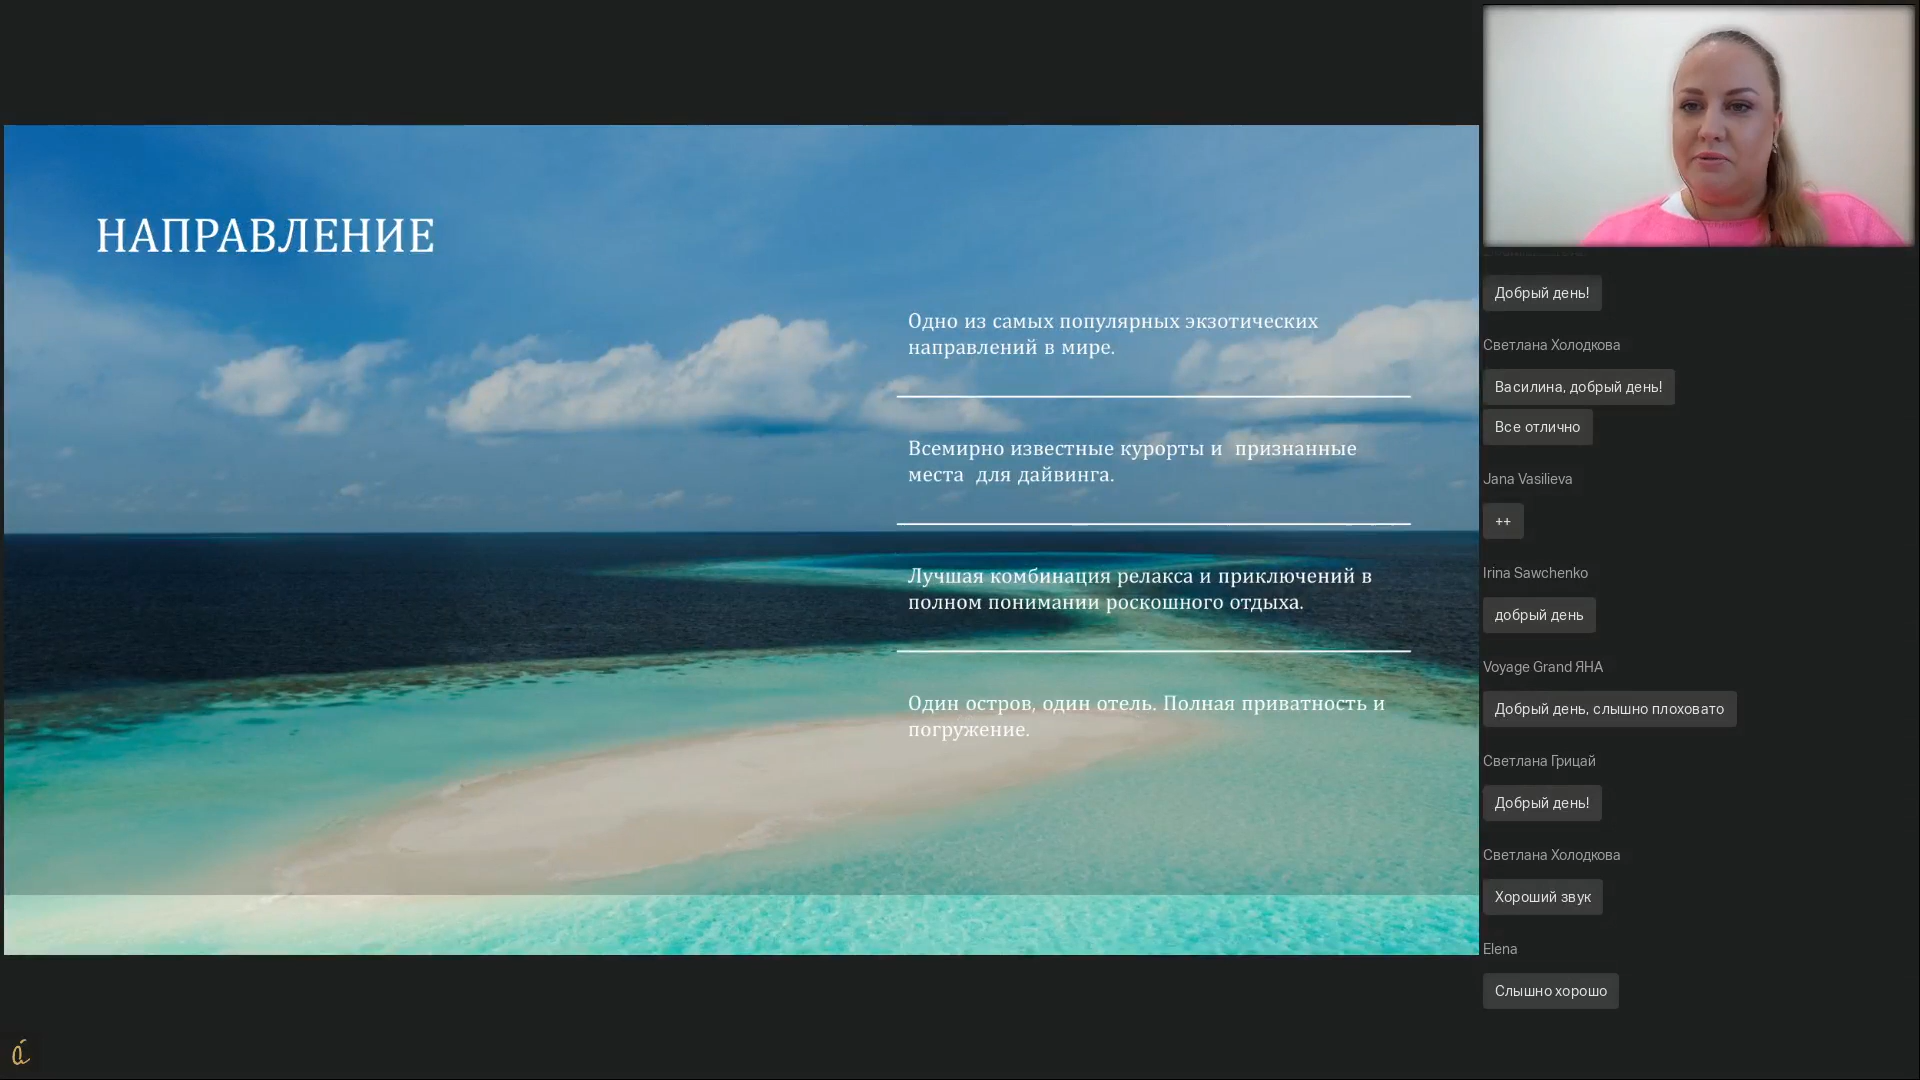 НАПРАВЛЕНИЕ
Одно из самых популярных экзотических
направлений в мире.
Всемирно известные курорты и признанные
места для дайвинга.
Лучшая комбинация релакса и приключений в
полном понимании роскошного отдыха.
Один остров, один отель. Полная приватность и
погружение.
Добрый день!
Светлана Холодкова
Василина, добрый день!
Все отлично
Jana Vasilieva
++
Irina Sawchenko
добрый день
Voyage Grand ЯНА
Добрый день, слышно плоховато
Светлана Грицай
Добрый день!
Светлана Холодкова
Хороший звук
Elena
Слышно хорошо
á